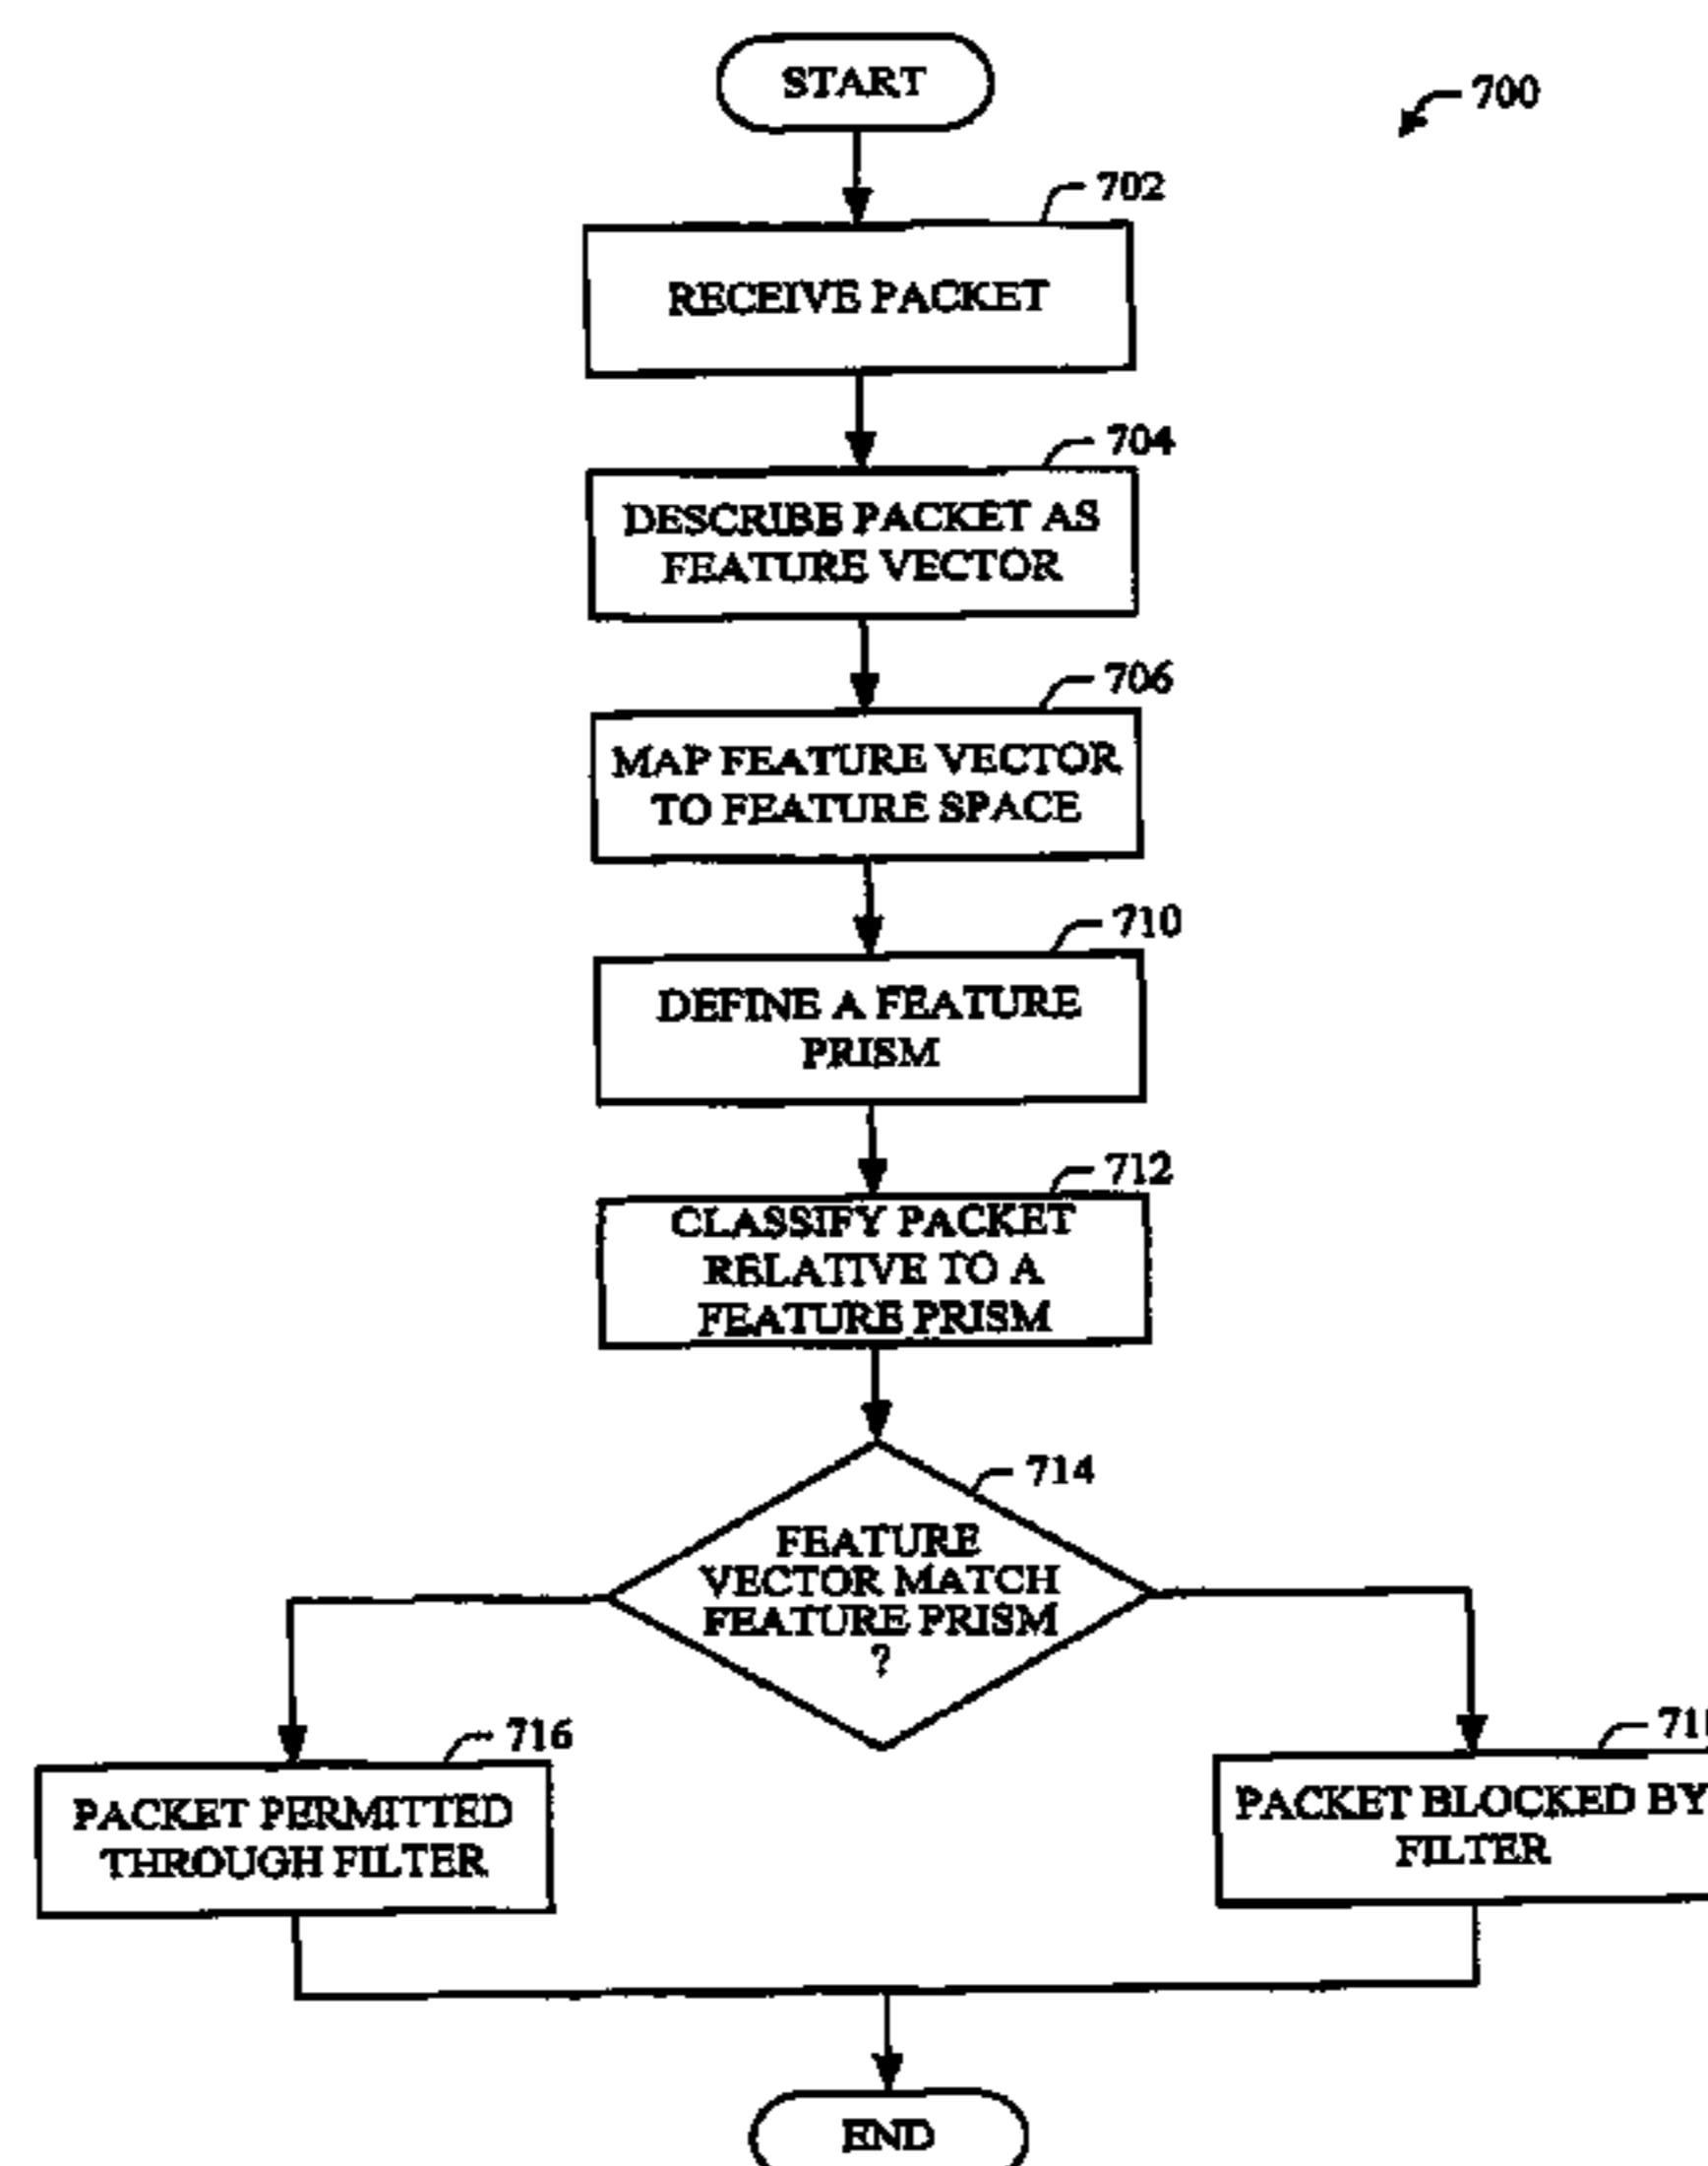 START
700
702
RECEIVE PACKET
704
DESCRIBE PACKET AS
FEATURE VECTOR
706
MAP FEATURE VECTOR
TO FEATURE SPACE
710
DEFINE A FEATURE
PRISM
712
CLASSIFY PACKET
RELATIVE TO A
FEATURE PRISM
714
FEATURE
VECTOR MATCH
FEATURE PRISM
?
716
PACKET PERMITTED
THROUGH FILTER
PACKET BLOCKED BY
FILTER
END